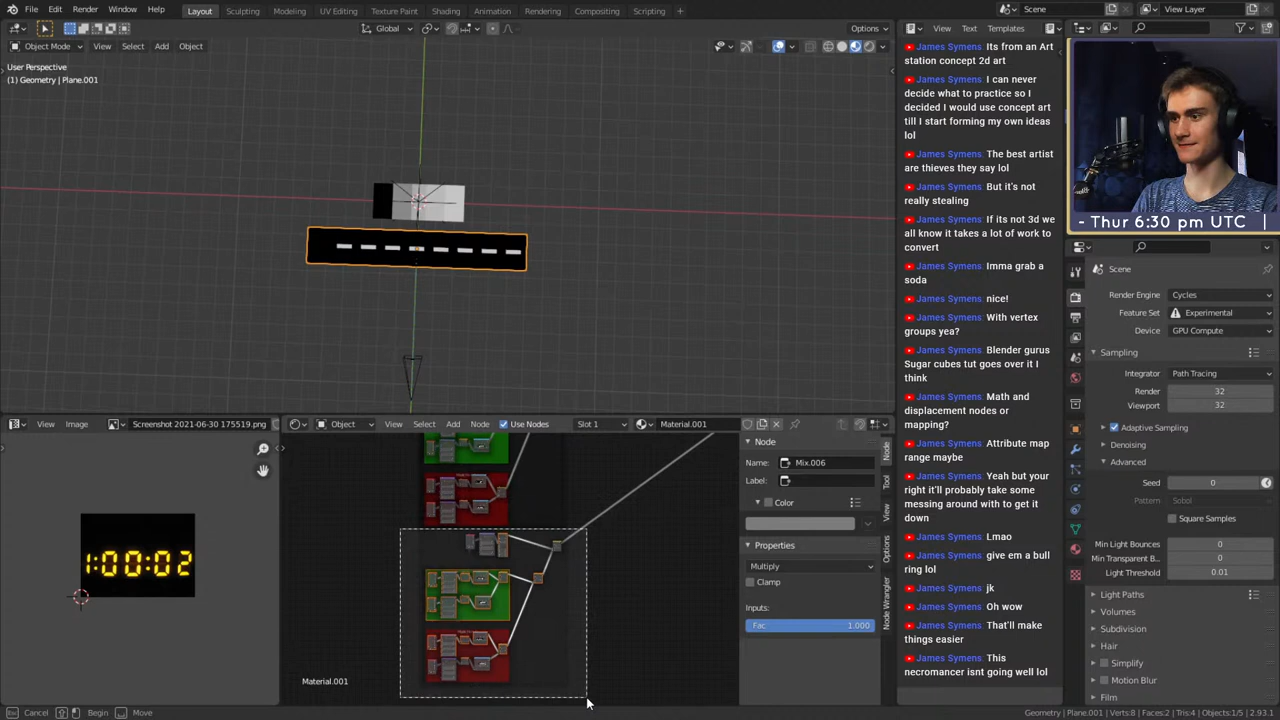 File Edit Render Window Help
Layout Sculpting Modeling UV Editing Texture Paint Shading Animation Rendering Compositing Scripting
Scene View Layer
Object Mode View Select Add Object Global Options
User Perspective
(1) Geometry | Plane.001
View Text Templates
James Symens: Its from an Art
station concept 2d art
James Symens: I can never
decide what to practice so I
decided I would use concept art
till I start forming my own ideas
lol
James Symens: The best artist
are thieves they say lol
James Symens: But it's not
really stealing
James Symens: If its not 3d we
all know it takes a lot of work to
convert
James Symens: Imma grab a
soda
James Symens: nice!
James Symens: With vertex
groups yea?
James Symens: Blender gurus
Sugar cubes tut goes over it I
think
James Symens: Math and
displacement nodes or
mapping?
James Symens: Attribute map
range maybe
James Symens: Yeah but your
right it'll probably take some
messing around with to get it
down
James Symens: Lmao
James Symens: give em a bull
ring lol
James Symens: jk
James Symens: Oh wow
James Symens: That'll make
things easier
James Symens: This
necromancer isnt going well lol
- Thur 6:30 pm UTC |
Scene
Render Engine Cycles
Feature Set Experimental
Device GPU Compute
Sampling
Integrator Path Tracing
Render 32
Viewport 32
Adaptive Sampling
Denoising
Advanced
Seed 0
Pattern Sobol
Square Samples
Min Light Bounces 0
Min Transparent B... 0
Light Threshold 0.01
Light Paths
Volumes
Subdivision
Hair
Simplify
Motion Blur
Film
View Image Screenshot 2021-06-30 175519.png
1:00:02
Object View Select Add Node Use Nodes Slot 1 Material.001
Material.001
Node
Name: Mix.006
Label:
Color
Properties
Multiply
Clamp
Inputs:
Fac 1.000
Node
Tool
View
Options
Node Wrangler
Cancel Begin Move
Geometry | Plane.001 | Verts:8 | Faces:2 | Tris:4 | Objects:1/5 | 2.93.1